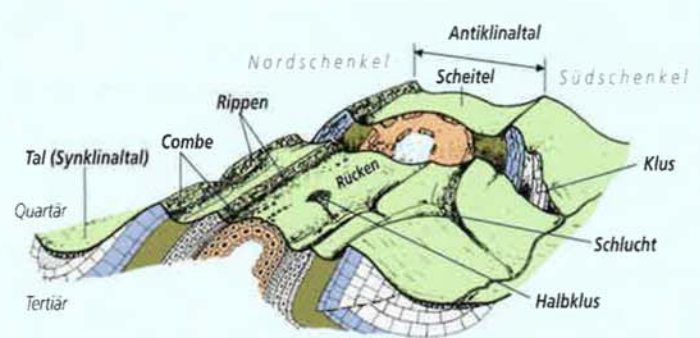 Antiklinaltal
Nordschenkel
Scheitel
Südschenkel
Rippen
Combe
Tal (Synklinaltal)
Rücken
Klus
Quartär
Schlucht
Tertiär
Halbklus